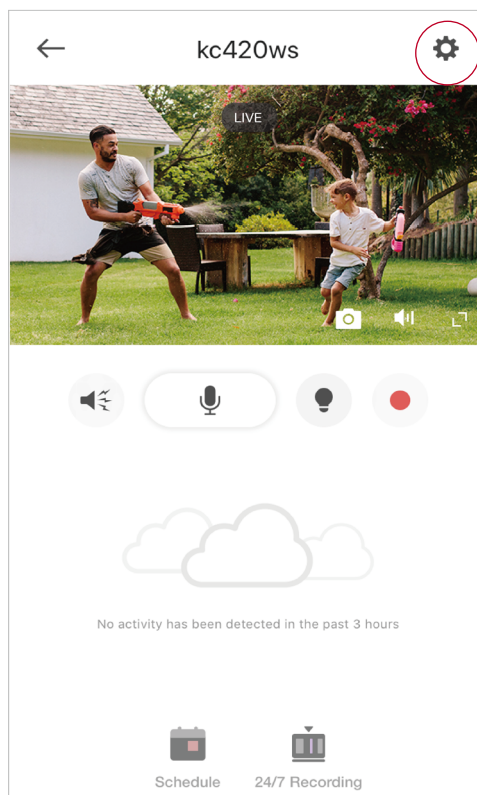 kc420ws
LIVE
No activity has been detected in the past 3 hours
Schedule
24/7 Recording